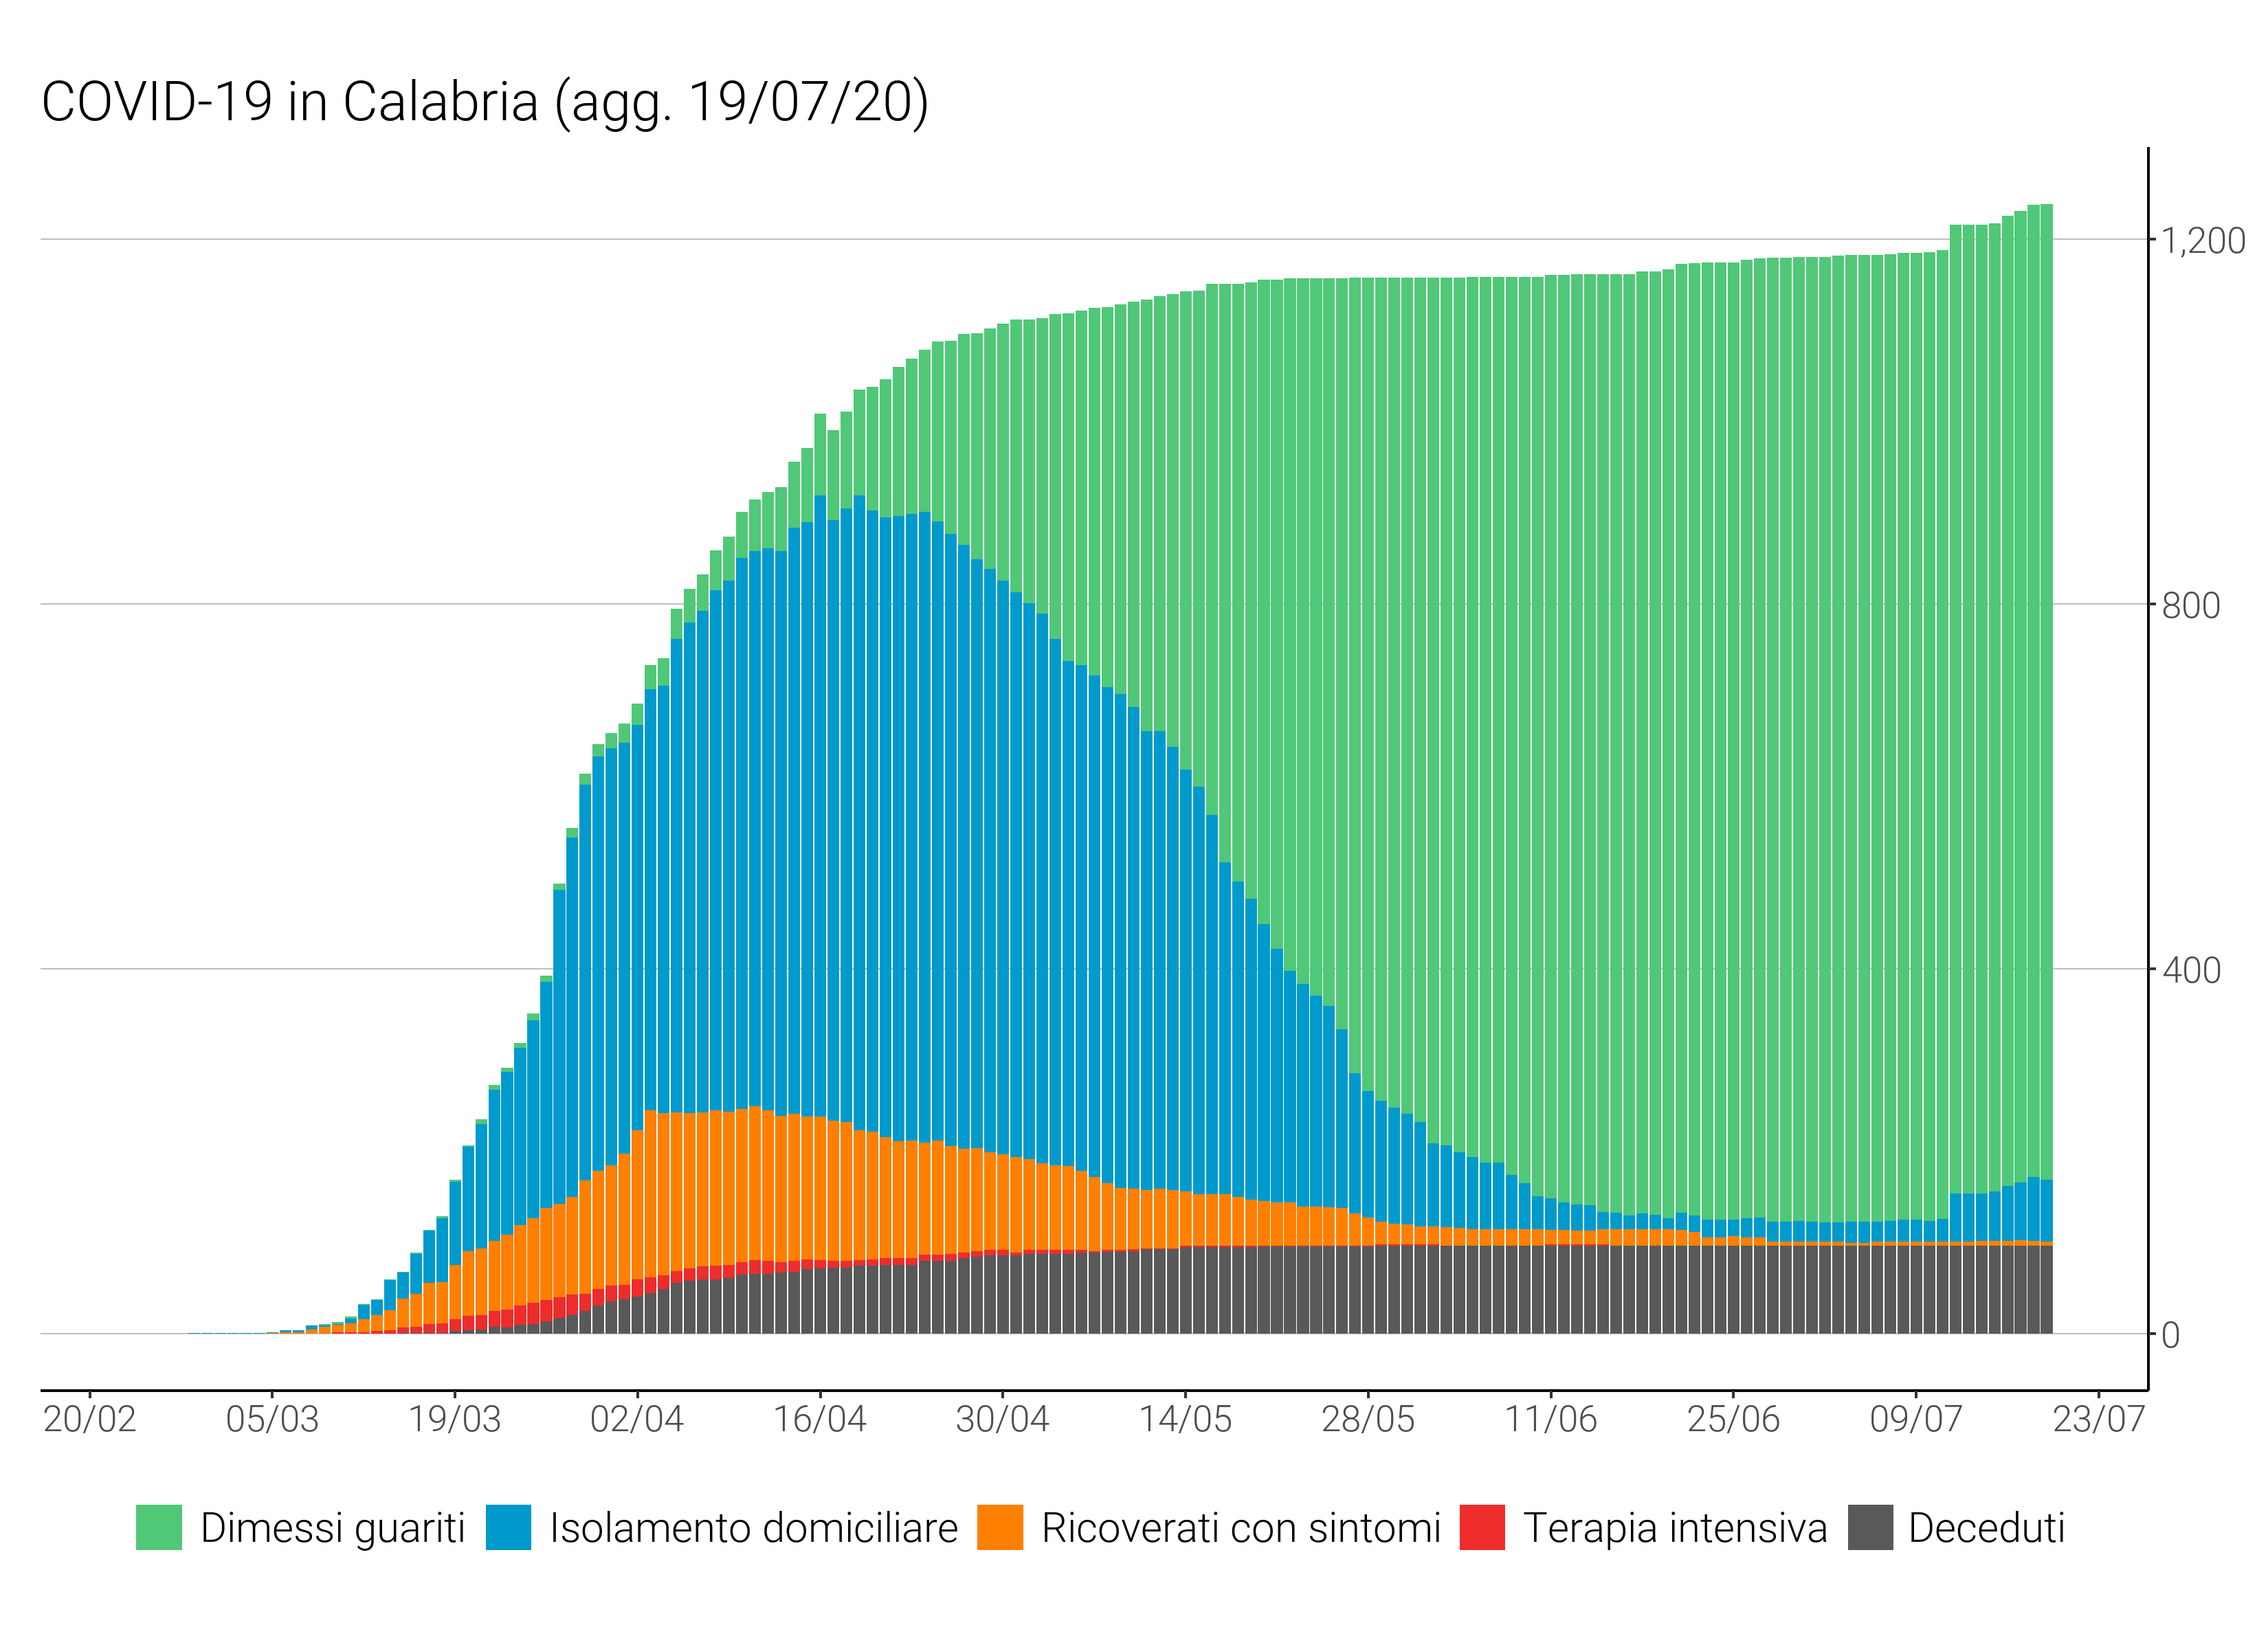 COVID-19 in Calabria (agg. 19/07/20)
1,200
800
400
0
20/02 05/03 19/03 02/04 16/04 30/04 14/05 28/05 11/06 25/06 09/07 23/07
Dimessi guariti Isolamento domiciliare Ricoverati con sintomi Terapia intensiva Deceduti